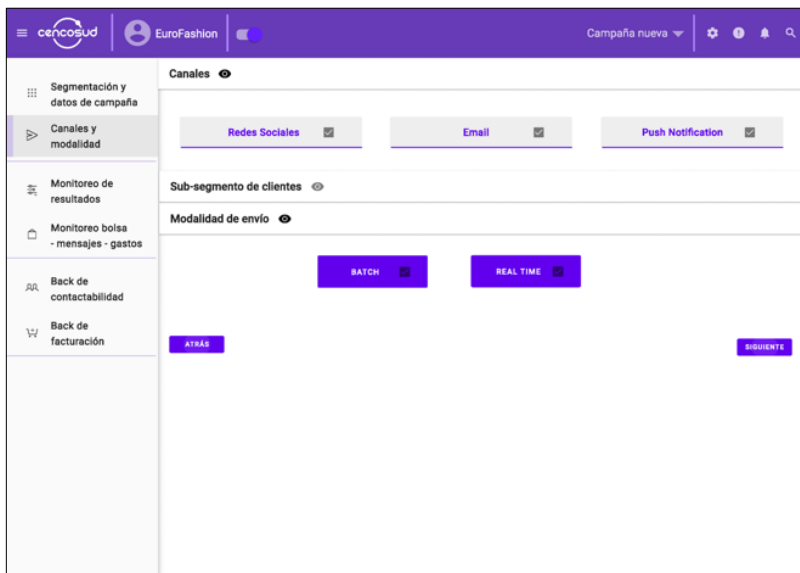 cencosud
EuroFashion
Campaña nueva
Segmentación y
datos de campaña
Canales y
modalidad
Monitoreo de
resultados
Monitoreo bolsa
- mensajes - gastos
Back de
contactabilidad
Back de
facturación
Canales
Redes Sociales
Email
Push Notification
Sub-segmento de clientes
Modalidad de envío
BATCH
REAL TIME
ATRÁS
SIGUIENTE